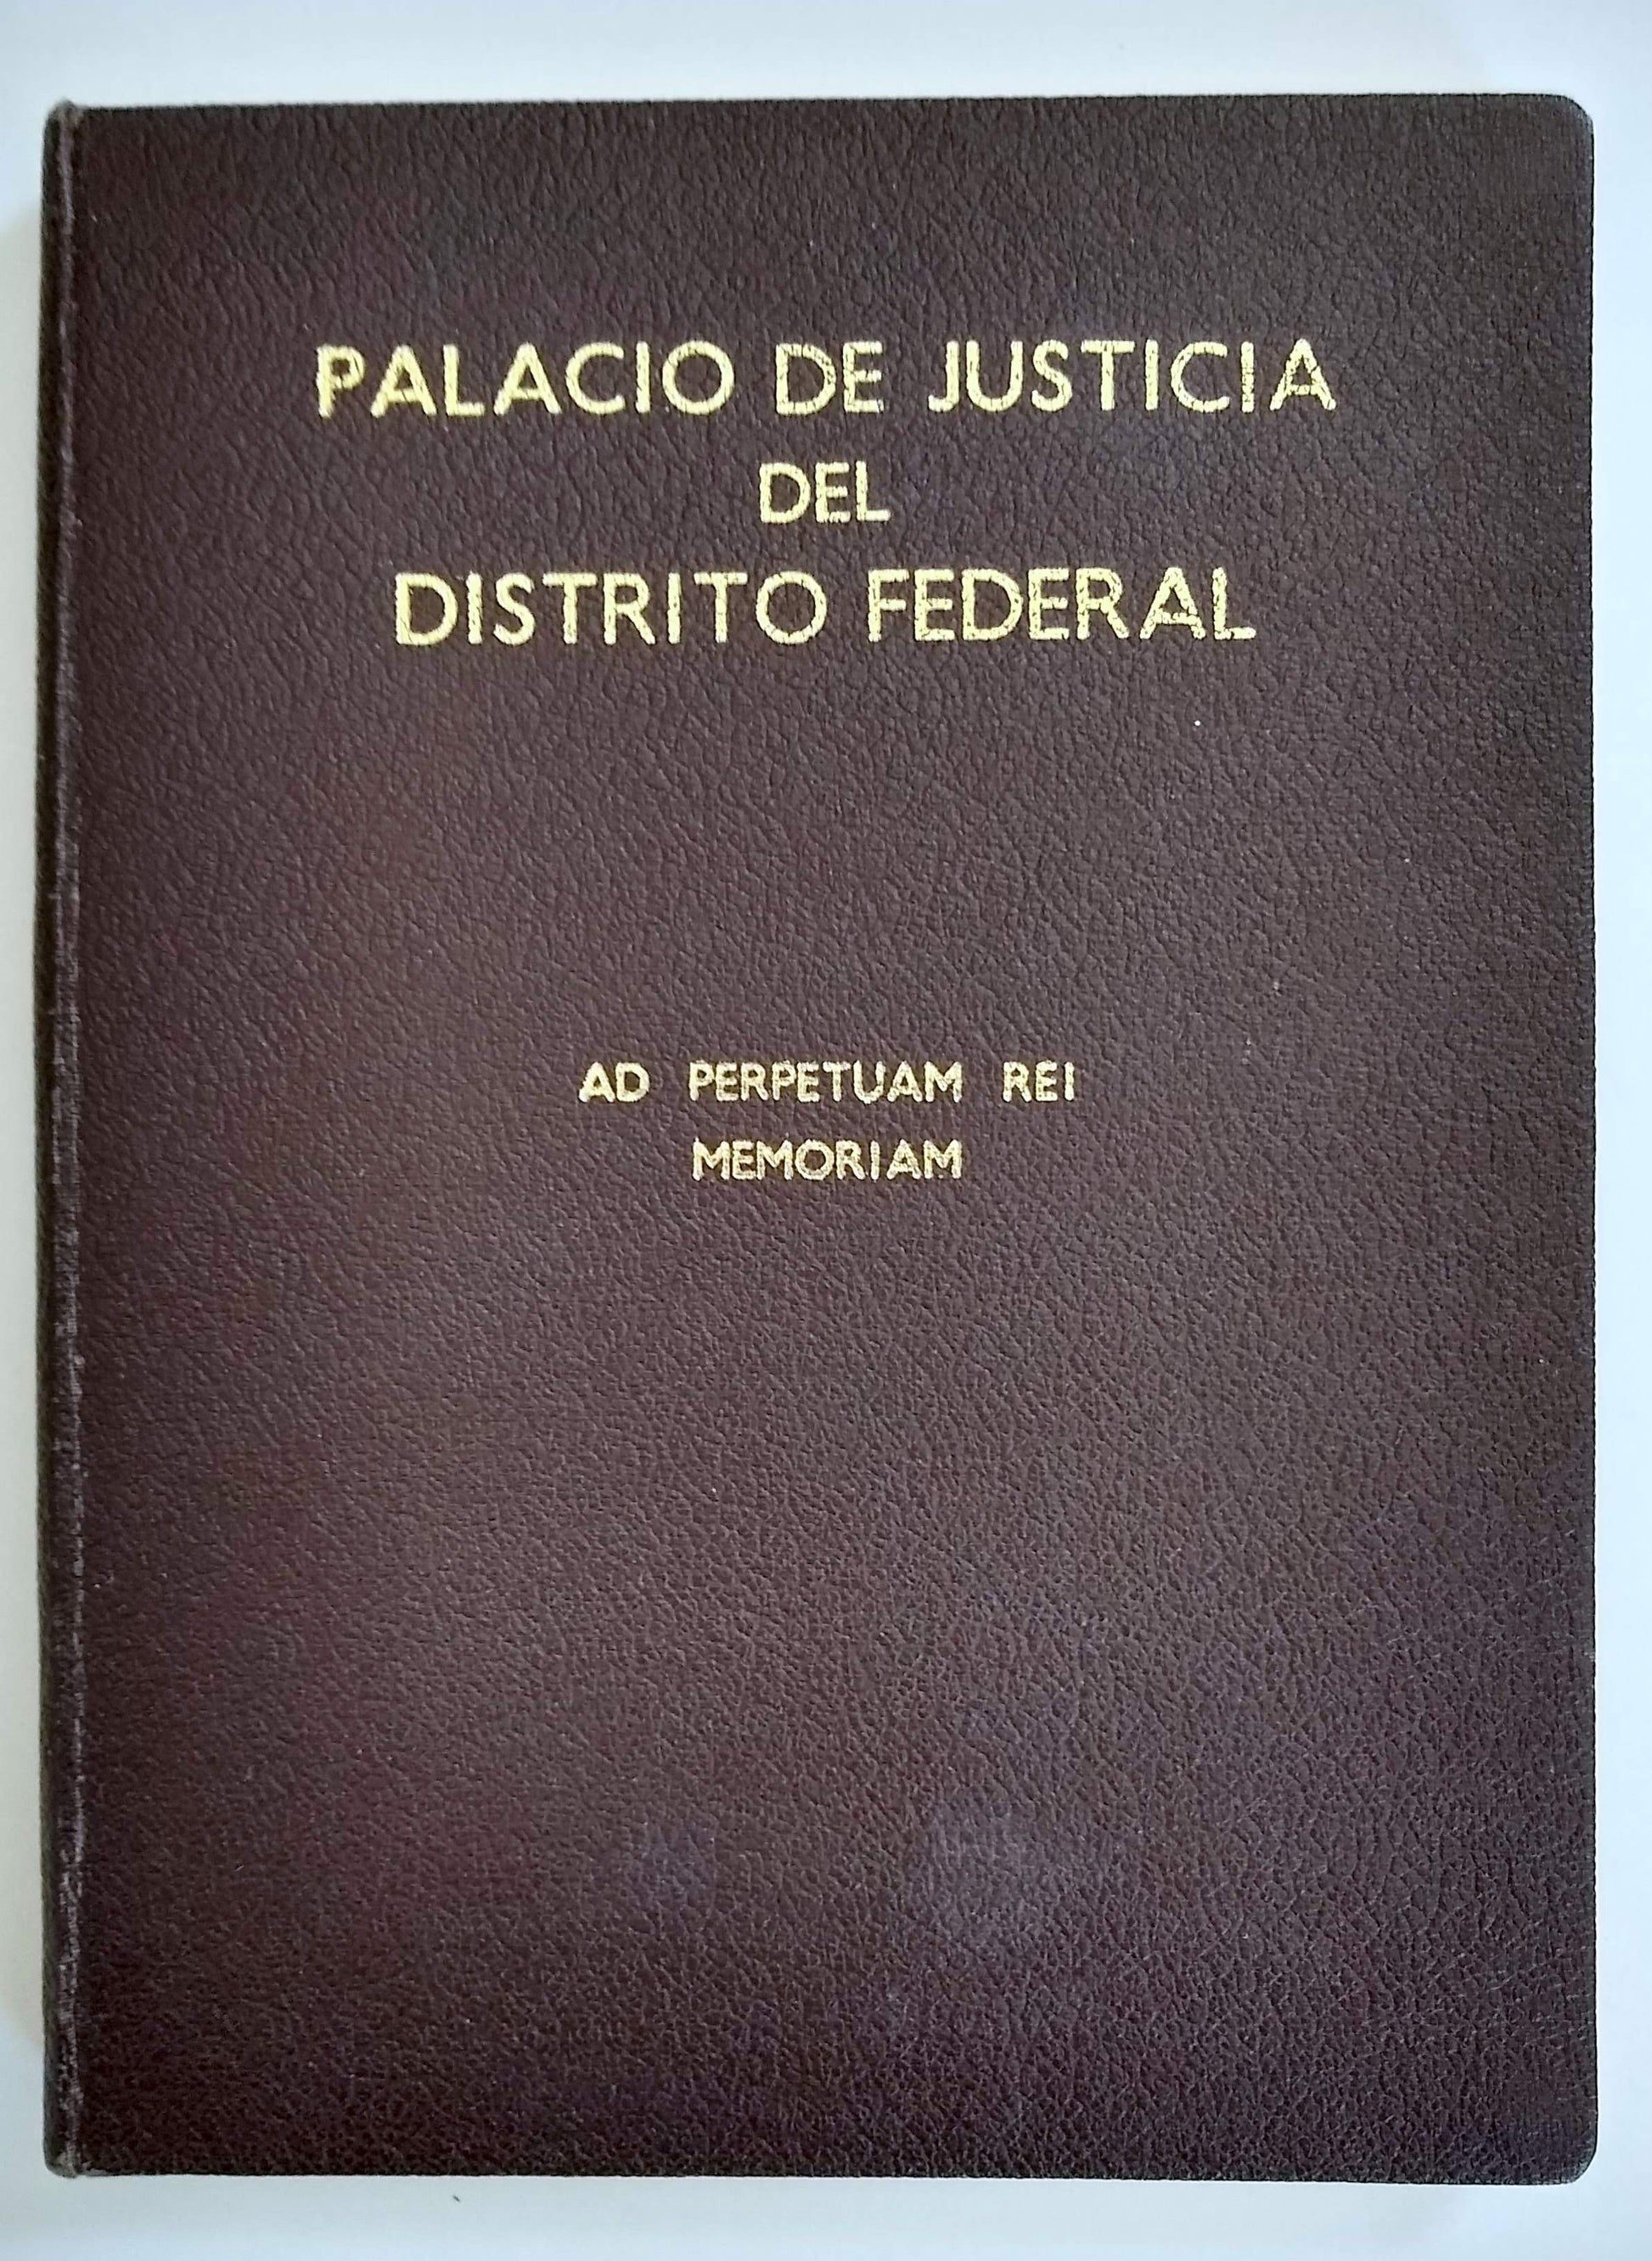 PALACIO DE JUSTICIA
DEL
DISTRITO FEDERAL
AD PERPETUAM REI
MEMORIAM